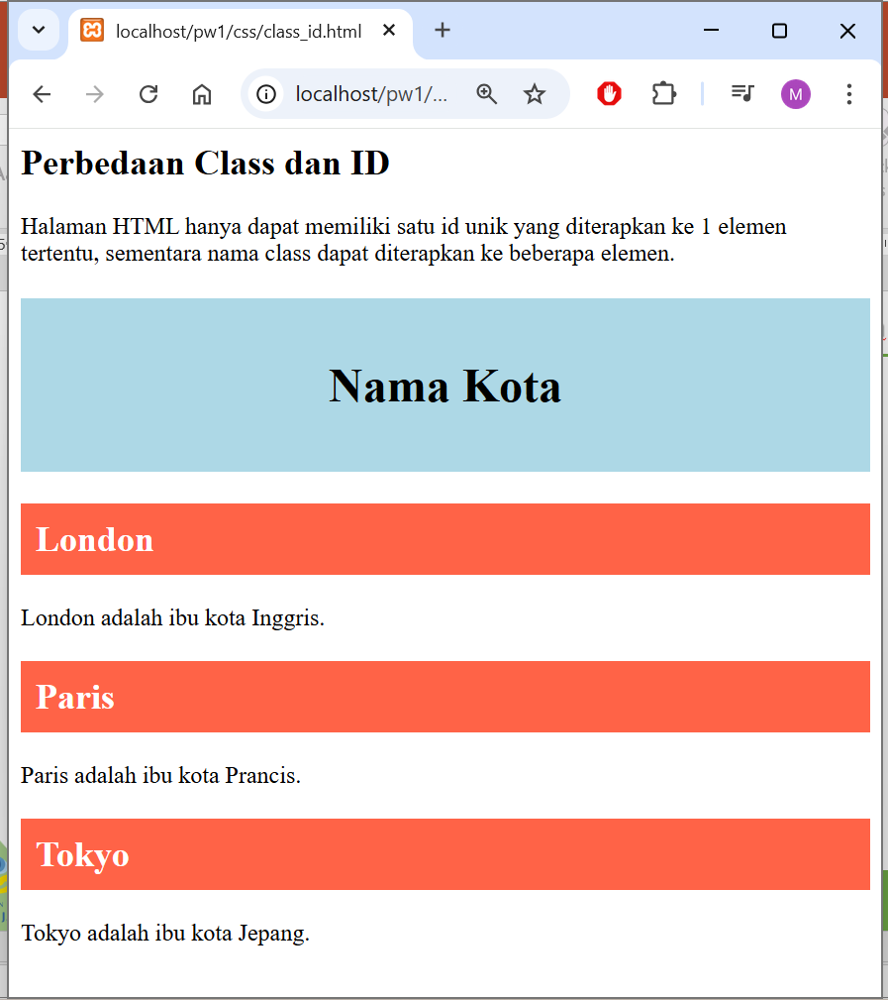 localhost/pw1/css/class_id.html
localhost/pw1/...
M
Perbedaan Class dan ID
Halaman HTML hanya dapat memiliki satu id unik yang diterapkan ke 1 elemen
tertentu, sementara nama class dapat diterapkan ke beberapa elemen.
Nama Kota
London
London adalah ibu kota Inggris.
Paris
Paris adalah ibu kota Prancis.
Tokyo
Tokyo adalah ibu kota Jepang.